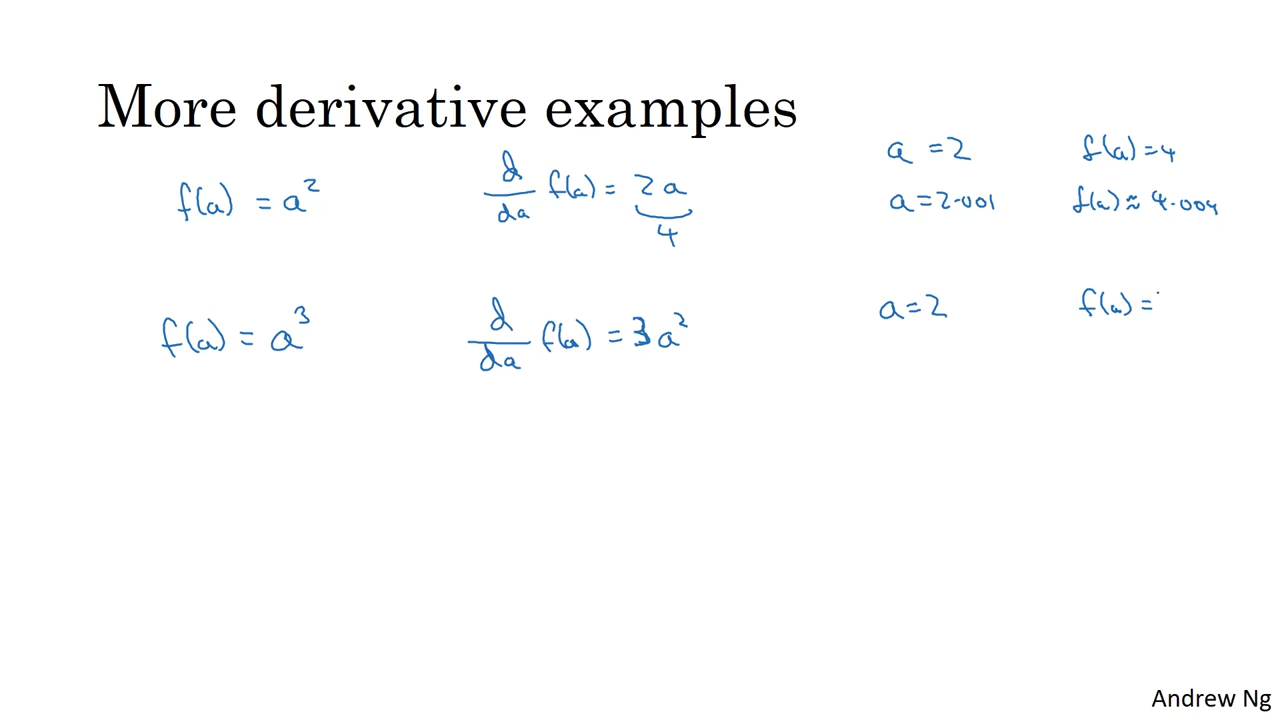 More derivative examples
a = 2 f(a) = 4
f(a) = a² d/da f(a) = 2a a = 2.001 f(a) ≈ 4.004
4
a = 2 f(a) =
f(a) = a³ d/da f(a) = 3a²
Andrew Ng